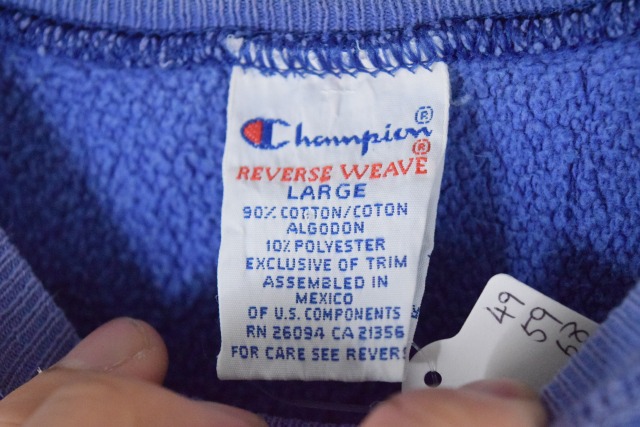 Champion®
REVERSE WEAVE®
LARGE
90% COTTON/COTON
ALGODON
10% POLYESTER
EXCLUSIVE OF TRIM
ASSEMBLED IN
MEXICO
OF U.S. COMPONENTS
RN 26094 CA 21356
FOR CARE SEE REVERS
49
59